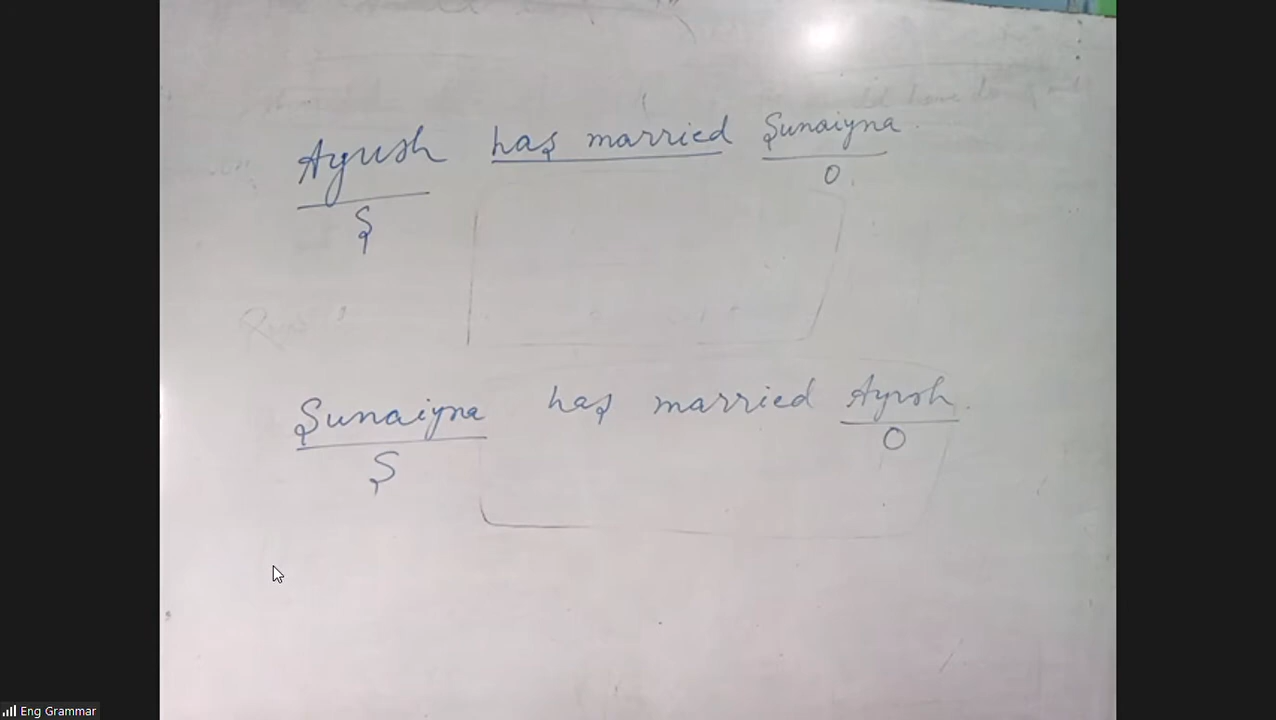 Ayush has married Sunaiyna.
S O
Sunaiyna has married Ayush.
S O
Eng Grammar